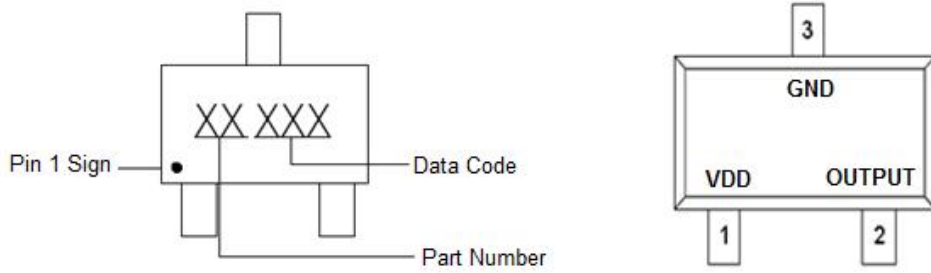 XX XXX
Pin 1 Sign
Data Code
Part Number
3
GND
VDD
OUTPUT
1
2